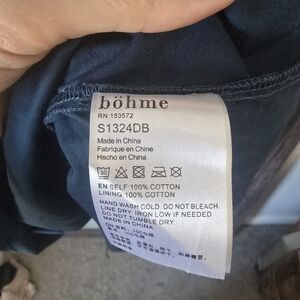 böhme
RN:153572
S1324DB
Made in China
Fabrique en Chine
Hecho en China
EN SELF:100% COTTON
LINING:100% COTTON
HAND WASH COLD DO NOT BLEACH.
LINE DRY. IRON LOW IF NEEDED
DO NOT TUMBLE DRY.
MADE IN CHINA.